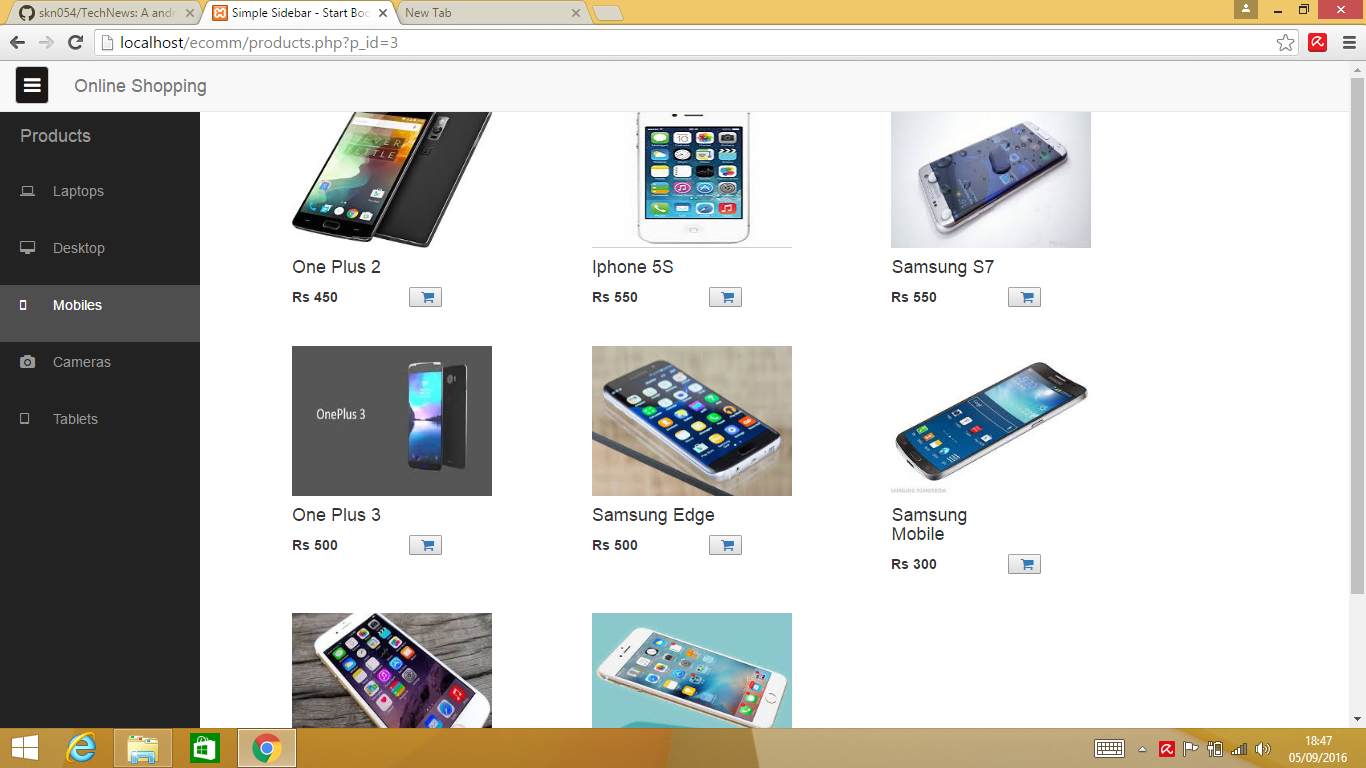 skn054/TechNews: A andr
Simple Sidebar - Start Boo
New Tab
localhost/ecomm/products.php?p_id=3
Online Shopping
Products
Laptops
Desktop
Mobiles
Cameras
Tablets
One Plus 2
Iphone 5S
Samsung S7
Rs 450
Rs 550
Rs 550
OnePlus 3
SAMSUNG TOMORROW
One Plus 3
Samsung Edge
Samsung
Mobile
Rs 500
Rs 500
Rs 300
18:47
05/09/2016